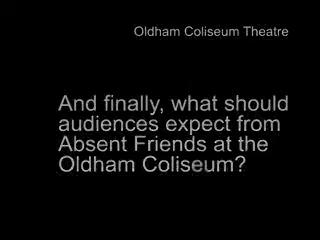 Oldham Coliseum Theatre
And finally, what should
audiences expect from
Absent Friends at the
Oldham Coliseum?